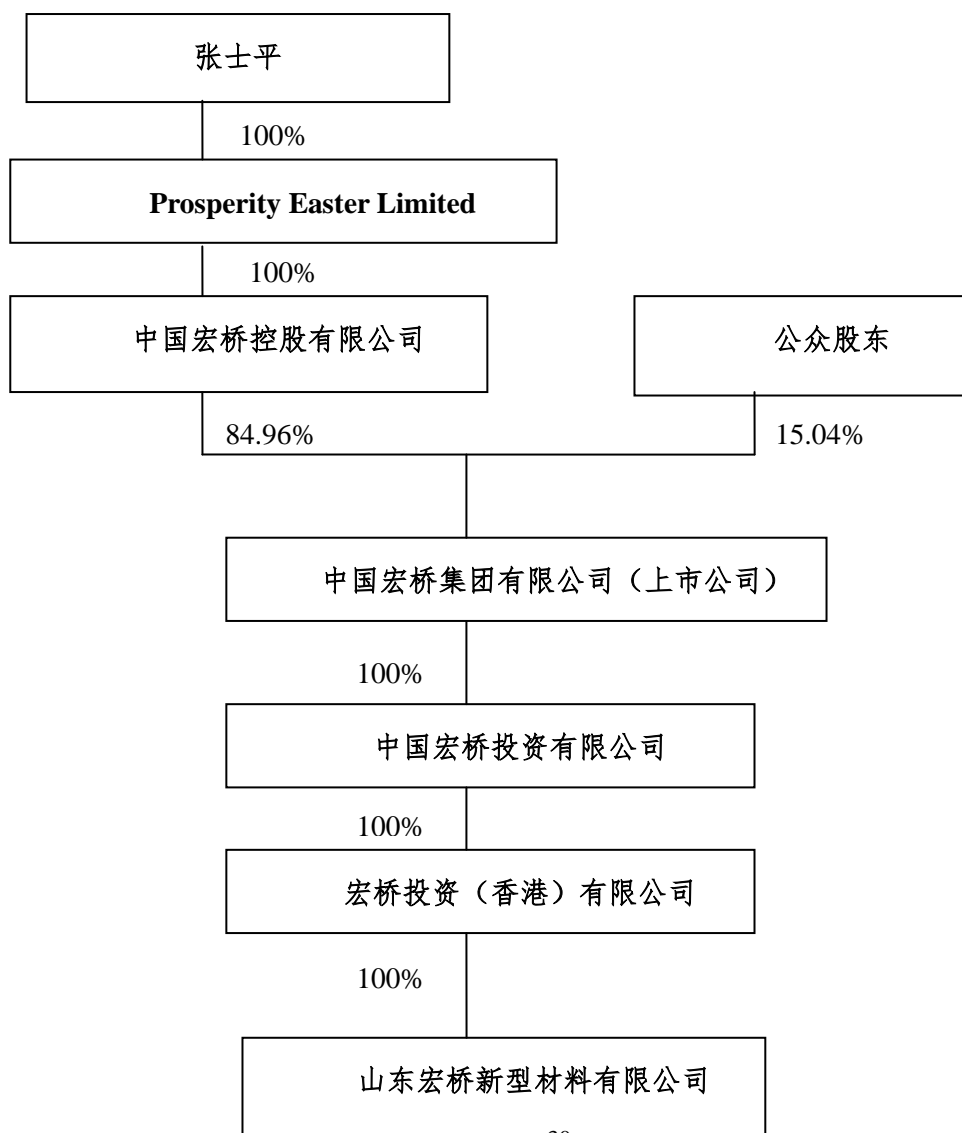 张士平
100%
Prosperity Easter Limited
100%
中国宏桥控股有限公司
公众股东
84.96%
15.04%
中国宏桥集团有限公司（上市公司）
100%
中国宏桥投资有限公司
100%
宏桥投资（香港）有限公司
100%
山东宏桥新型材料有限公司